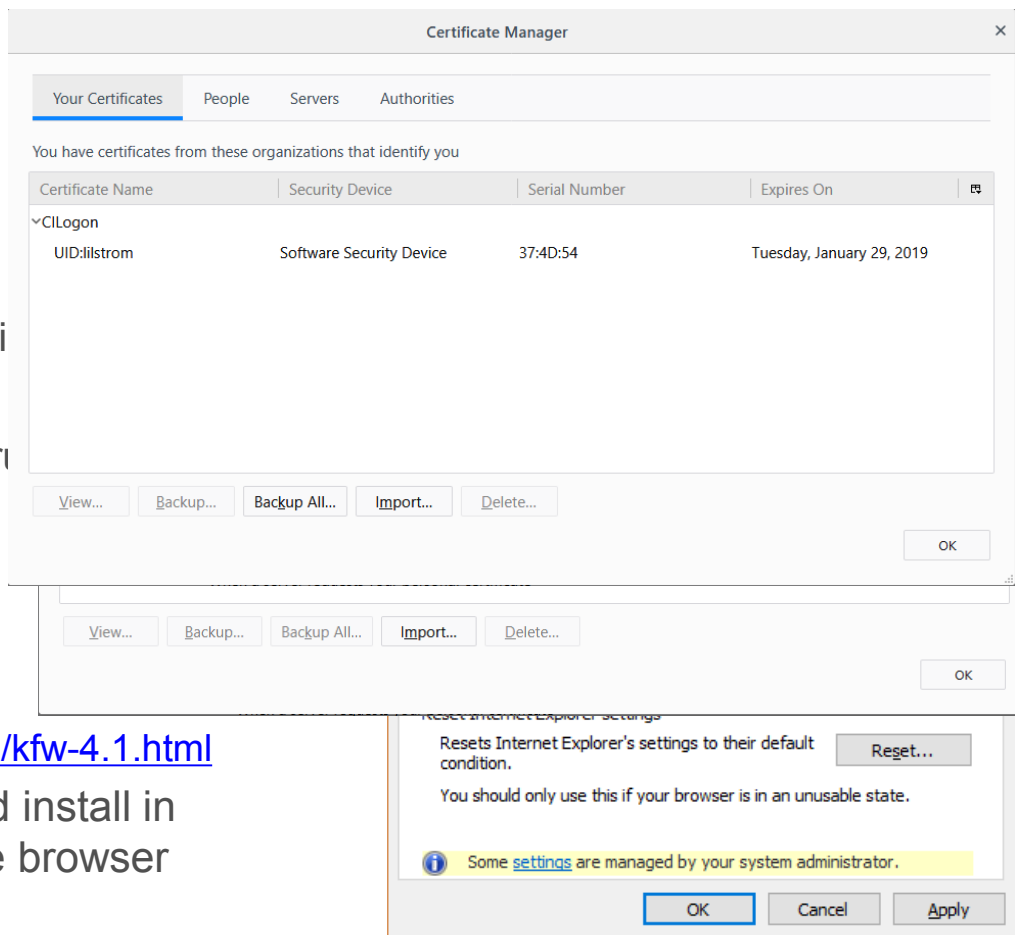 Certificate Manager
Your Certificates People Servers Authorities
You have certificates from these organizations that identify you
Certificate Name Security Device Serial Number Expires On
CILogon
UID:lilstrom Software Security Device 37:4D:54 Tuesday, January 29, 2019
View... Backup... Backup All... Import... Delete...
OK
View... Backup... Backup All... Import... Delete...
OK
Reset Internet Explorer settings
/kfw-4.1.html
Resets Internet Explorer's settings to their default
condition.
Reset...
You should only use this if your browser is in an unusable state.
d install in
e browser
Some settings are managed by your system administrator.
OK Cancel Apply